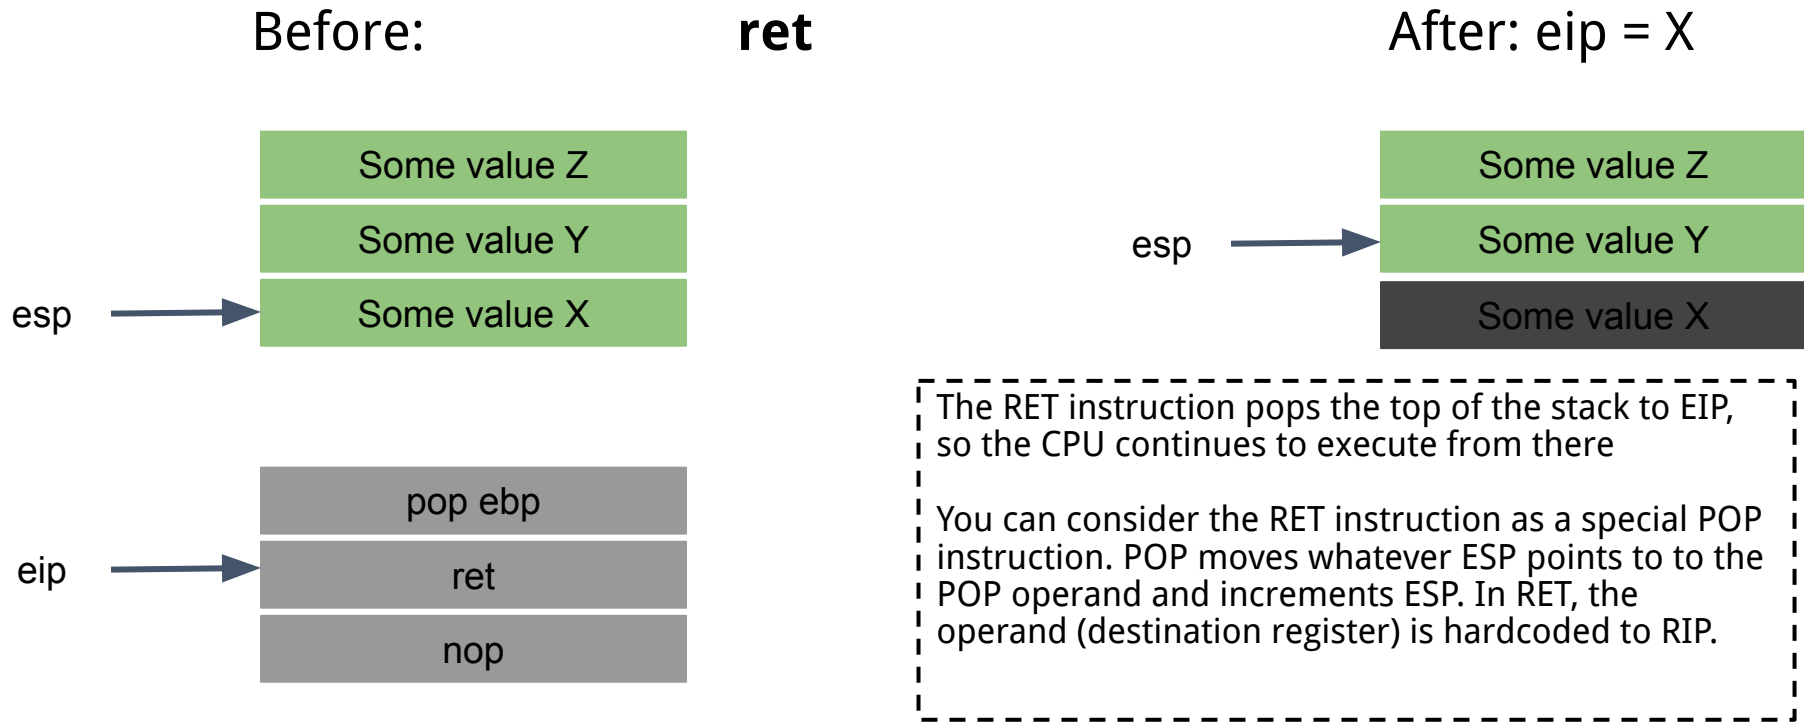 Before:
ret
After: eip = X
Some value Z
Some value Y
esp
Some value X
Some value Z
esp
Some value Y
Some value X
pop ebp
eip
ret
nop
The RET instruction pops the top of the stack to EIP,
so the CPU continues to execute from there
You can consider the RET instruction as a special POP
instruction. POP moves whatever ESP points to to the
POP operand and increments ESP. In RET, the
operand (destination register) is hardcoded to RIP.